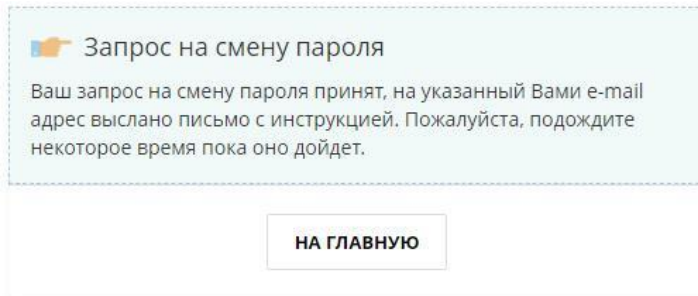 Запрос на смену пароля
Ваш запрос на смену пароля принят, на указанный Вами e-mail
адрес выслано письмо с инструкцией. Пожалуйста, подождите
некоторое время пока оно дойдет.
НА ГЛАВНУЮ